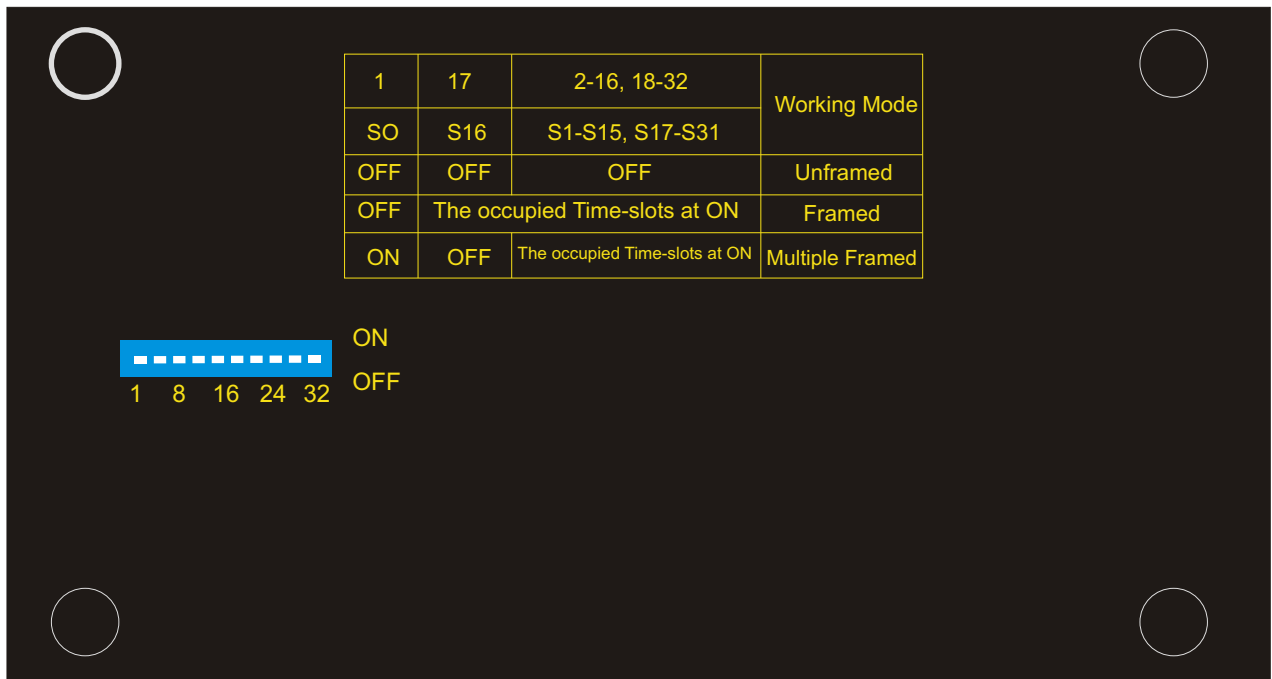 1 17 2-16, 18-32 Working Mode
SO S16 S1-S15, S17-S31
OFF OFF OFF Unframed
OFF The occupied Time-slots at ON Framed
ON OFF The occupied Time-slots at ON Multiple Framed
ON
OFF
1 8 16 24 32